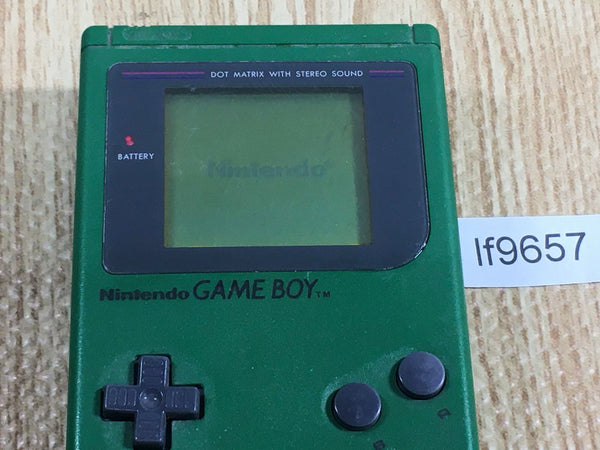 DOT MATRIX WITH STEREO SOUND
BATTERY
Nintendo®
Nintendo GAME BOY TM
lf9657
A
B